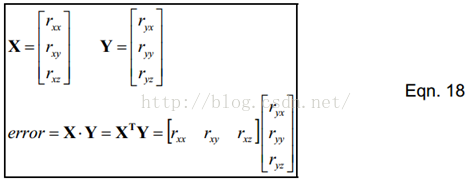 X = [r_xx r_xy r_xz] Y = [r_yx r_yy r_yz]
http://blog.csdn.net/
Eqn. 18
error = X · Y = X^T Y = [r_xx r_xy r_xz] [r_yx r_yy r_yz]